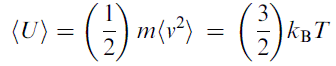 ⟨U⟩ = (1/2) m⟨v²⟩ = (3/2) k_B T